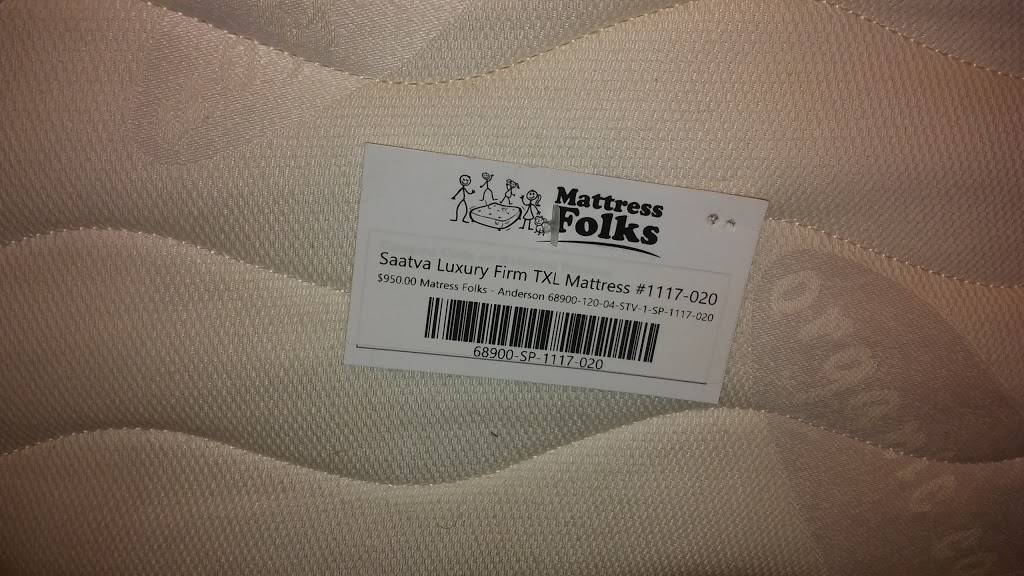 Mattress
Folks
Saatva Luxury Firm TXL Mattress #1117-020
$950.00 Matress Folks - Anderson 68900-120-04-STV-1-SP-1117-020
68900-SP-1117-020